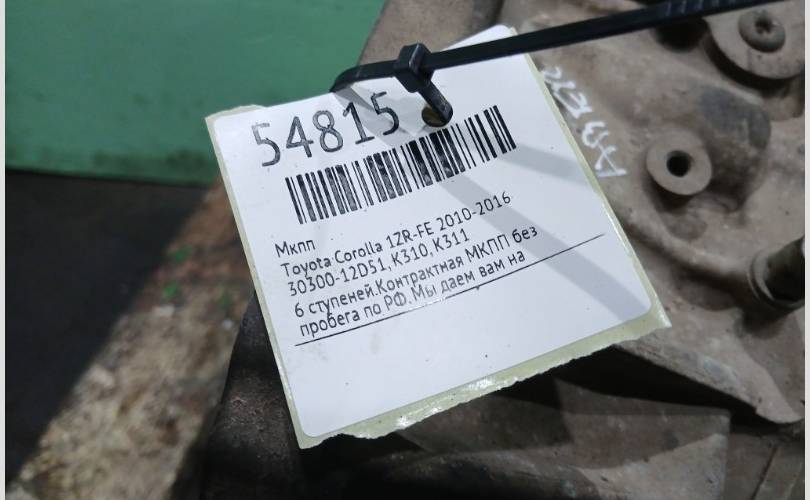 54815
Мкпп
Toyota Corolla 1ZR-FE 2010-2016
30300-12D51, K310, K311
6 ступеней.Контрактная МКПП без
пробега по РФ. Мы даем вам на